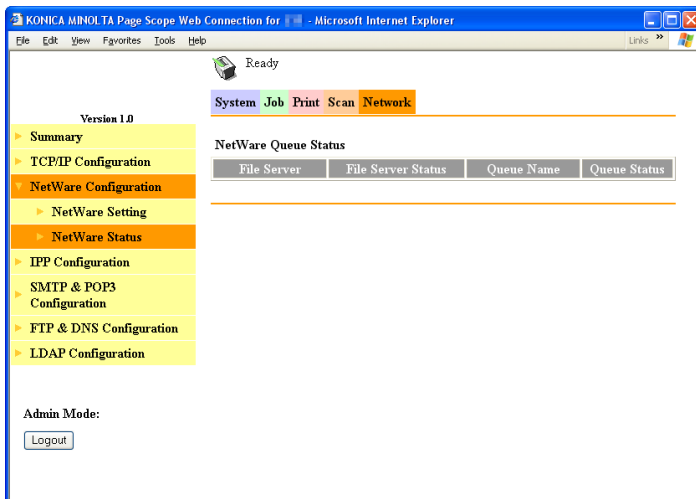 KONICA MINOLTA Page Scope Web Connection for - Microsoft Internet Explorer
File Edit View Favorites Tools Help Links »
Ready
System Job Print Scan Network
Version 1.0
Summary
TCP/IP Configuration
NetWare Configuration
NetWare Setting
NetWare Status
IPP Configuration
SMTP & POP3
Configuration
FTP & DNS Configuration
LDAP Configuration
Admin Mode:
Logout
NetWare Queue Status
File Server File Server Status Queue Name Queue Status